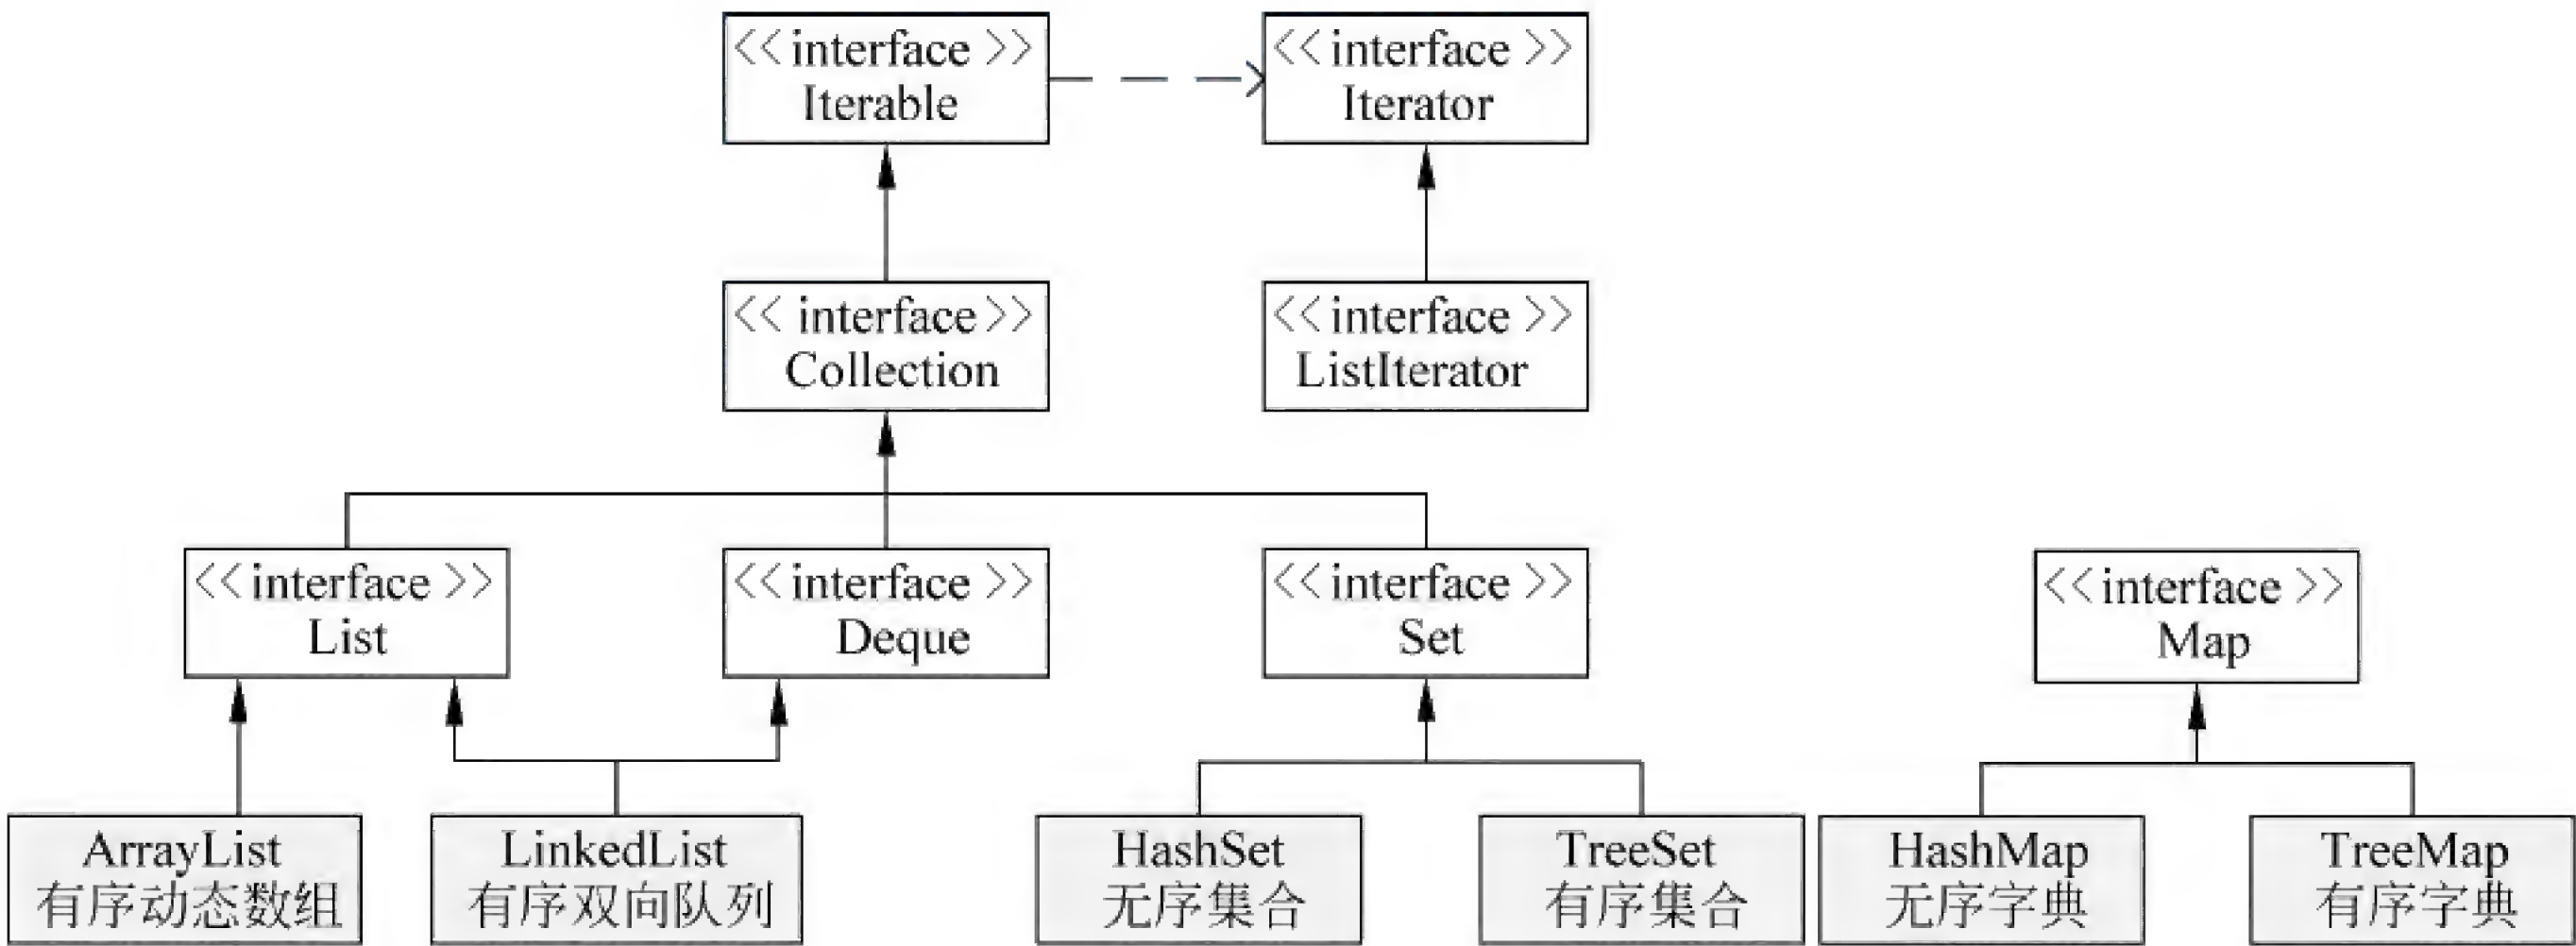 << interface >>
Iterable
<< interface >>
Iterator
<< interface >>
Collection
<< interface >>
ListIterator
<< interface >>
List
<< interface >>
Deque
<< interface >>
Set
<< interface >>
Map
ArrayList
有序动态数组
LinkedList
有序双向队列
HashSet
无序集合
TreeSet
有序集合
HashMap
无序字典
TreeMap
有序字典